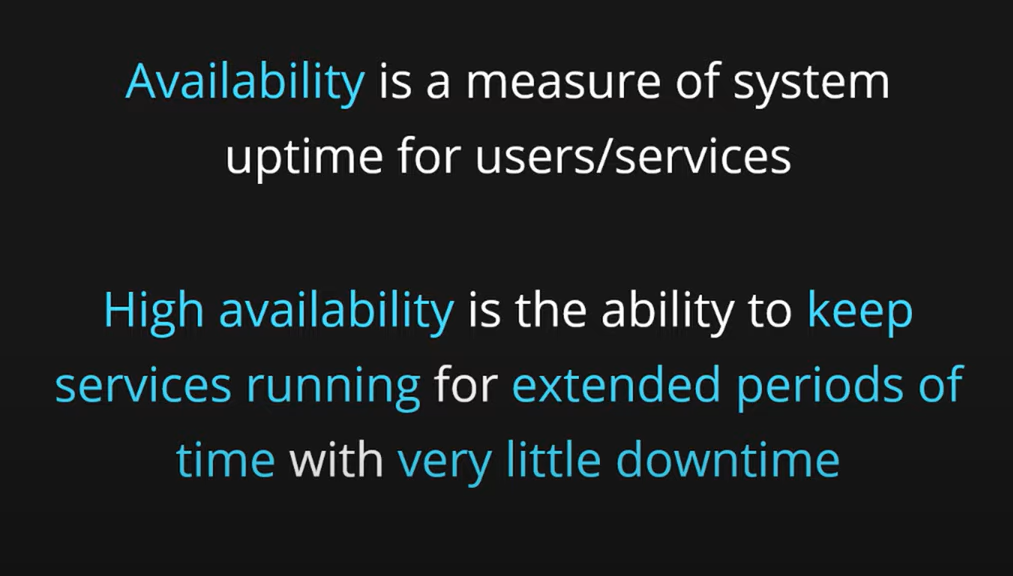 Availability is a measure of system
uptime for users/services
High availability is the ability to keep
services running for extended periods of
time with very little downtime